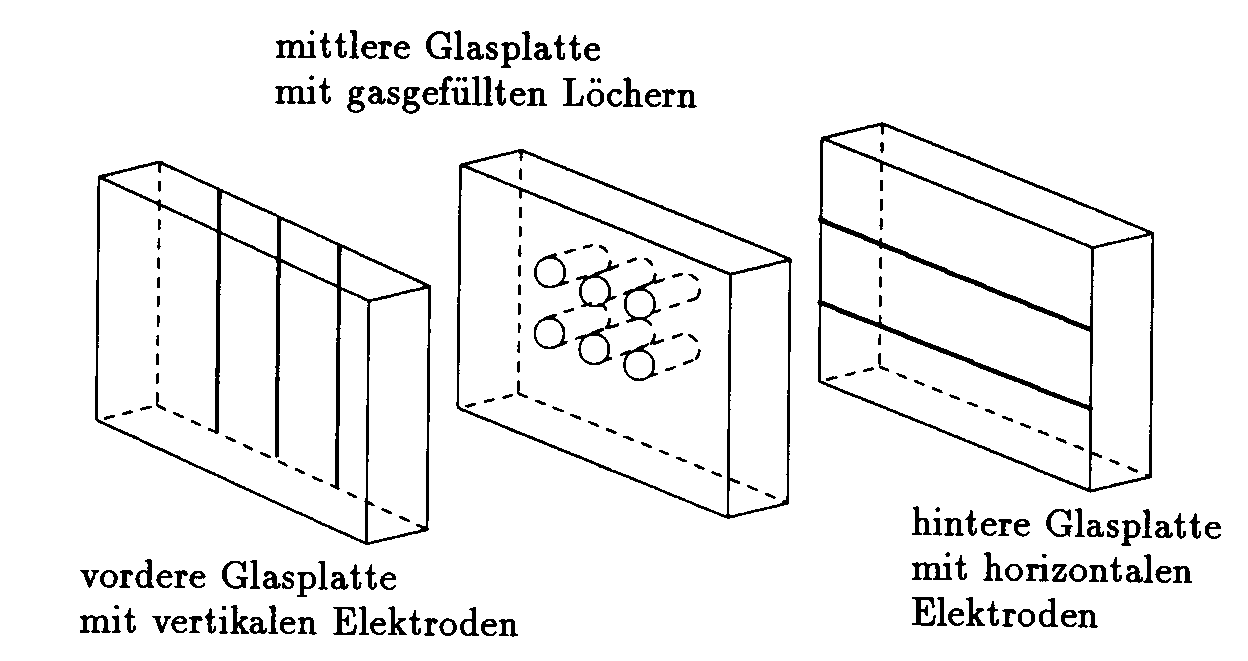 mittlere Glasplatte
mit gasgefüllten Löchern
vordere Glasplatte
mit vertikalen Elektroden
hintere Glasplatte
mit horizontalen
Elektroden